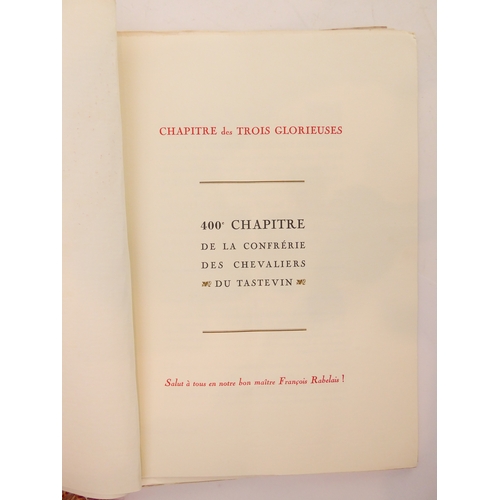 CHAPITRE des TROIS GLORIEUSES
400e CHAPITRE
DE LA CONFRÉRIE
DES CHEVALIERS
DU TASTEVIN
Salut à tous en notre bon maître François Rabelais !